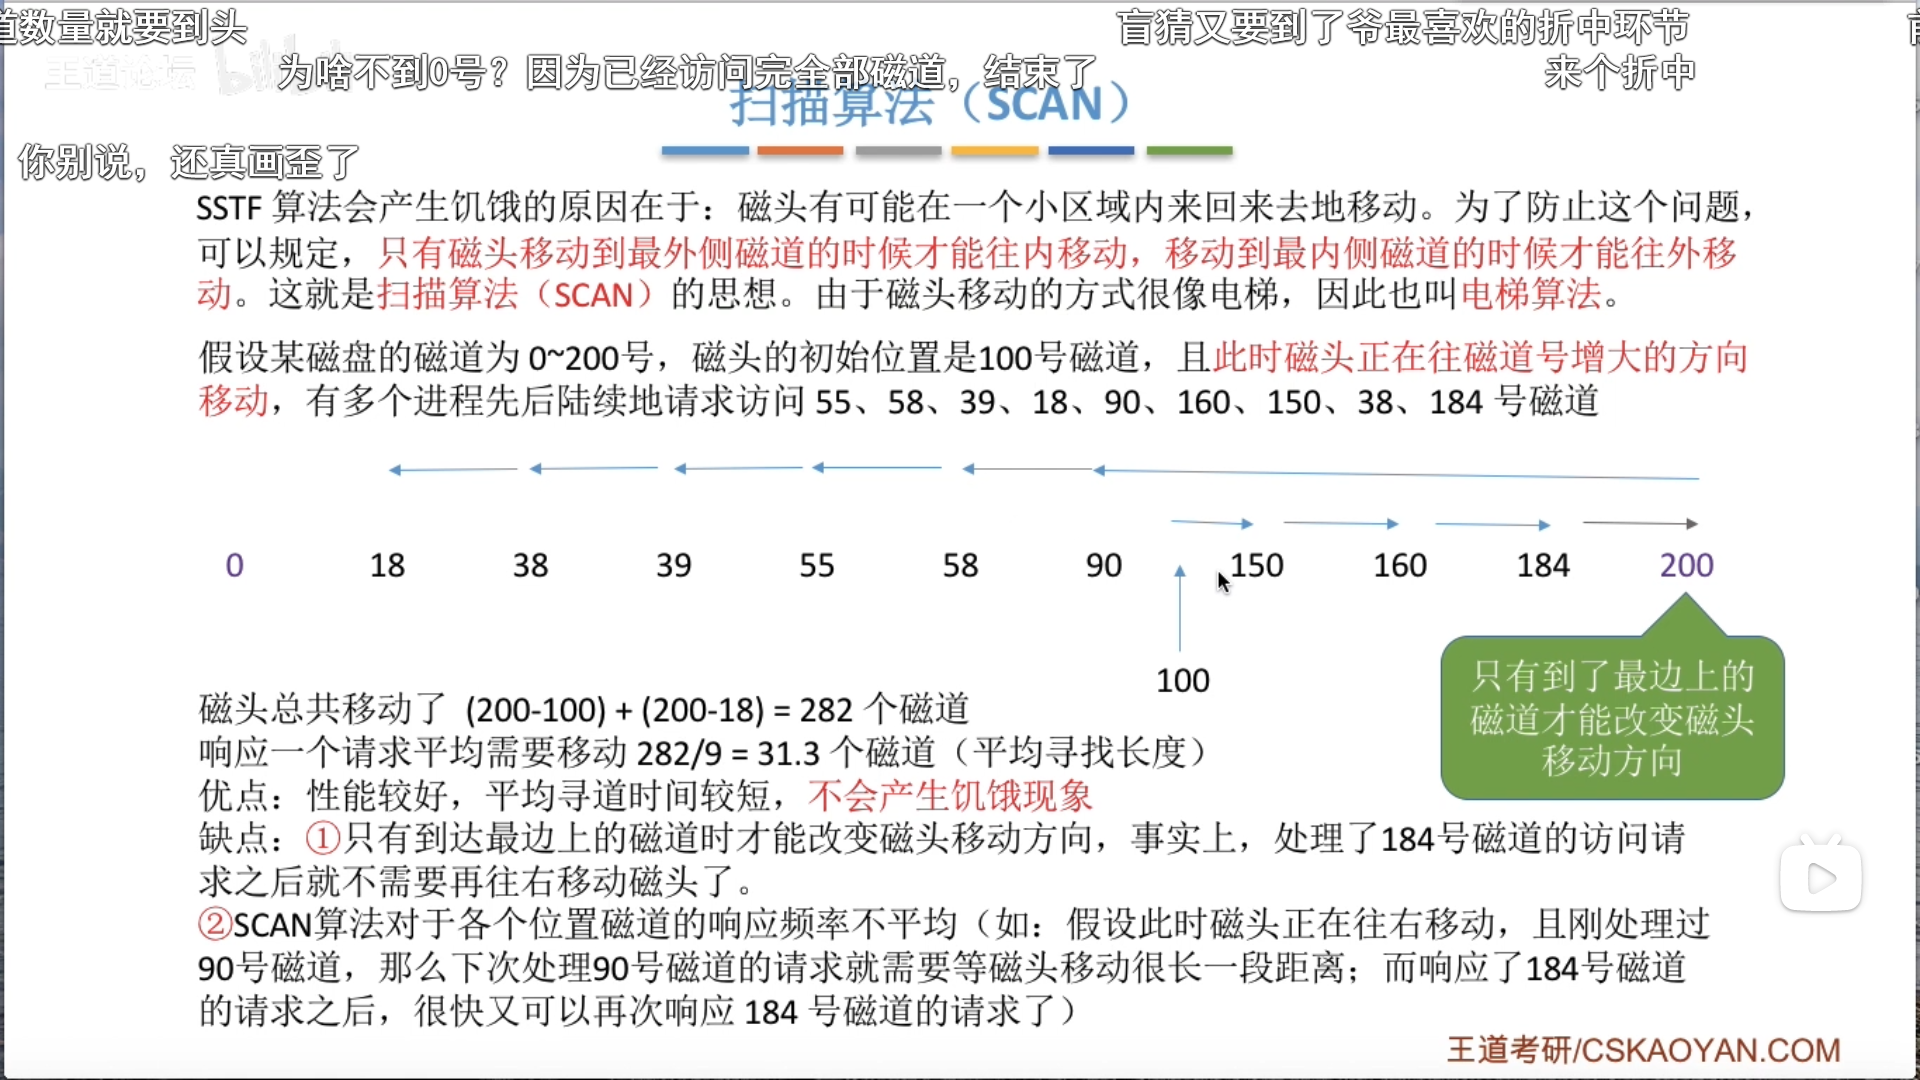 道数量就要到头
盲猜又要到了爷最喜欢的折中环节
王道论坛
为啥不到0号？因为已经访问完全部磁道，结束了
来个折中
扫描算法（SCAN）
你别说，还真画歪了
SSTF 算法会产生饥饿的原因在于：磁头有可能在一个小区域内来回来去地移动。为了防止这个问题，
可以规定，只有磁头移动到最外侧磁道的时候才能往内移动，移动到最内侧磁道的时候才能往外移
动。这就是扫描算法（SCAN）的思想。由于磁头移动的方式很像电梯，因此也叫电梯算法。
假设某磁盘的磁道为 0~200号，磁头的初始位置是100号磁道，且此时磁头正在往磁道号增大的方向
移动，有多个进程先后陆续地请求访问 55、58、39、18、90、160、150、38、184 号磁道
0 18 38 39 55 58 90 150 160 184 200
100
只有到了最边上的
磁道才能改变磁头
移动方向
磁头总共移动了 (200-100) + (200-18) = 282 个磁道
响应一个请求平均需要移动 282/9 = 31.3 个磁道（平均寻找长度）
优点：性能较好，平均寻道时间较短，不会产生饥饿现象
缺点：①只有到达最边上的磁道时才能改变磁头移动方向，事实上，处理了184号磁道的访问请
求之后就不需要再往右移动磁头了。
②SCAN算法对于各个位置磁道的响应频率不平均（如：假设此时磁头正在往右移动，且刚处理过
90号磁道，那么下次处理90号磁道的请求就需要等磁头移动很长一段距离；而响应了184号磁道
的请求之后，很快又可以再次响应 184 号磁道的请求了）
王道考研/CSKAOYAN.COM